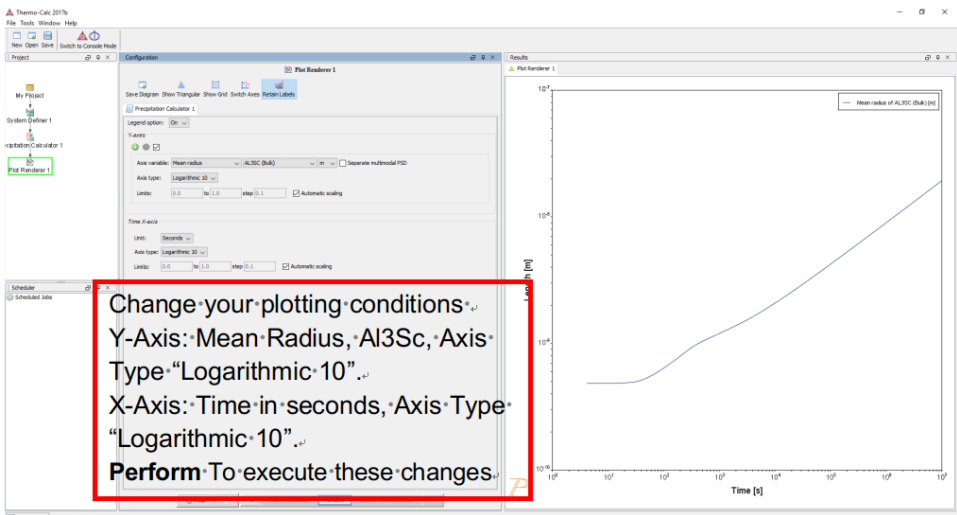 Thermo-Calc 2017b
File Tools Window Help
New Open Save Switch to Console Mode
Project
My Project
System Definer 1
cipitation Calculator 1
Plot Renderer 1
Scheduler
Scheduled Jobs
Configuration
Plot Renderer 1
Save Diagram Show Triangular Show Grid Switch Axes Retain Labels
Precipitation Calculator 1
Legend option: On
Y-axes
Axis variable: Mean radius AL3SC (Bulk) m Separate multimodal PSD
Axis type: Logarithmic 10
Limits: 0.0 to 1.0 step 0.1 Automatic scaling
Time X-axis
Unit: Seconds
Axis type: Logarithmic 10
Limits: 0.0 to 1.0 step 0.1 Automatic scaling
Change your plotting conditions
Y-Axis: Mean Radius, Al3Sc, Axis
Type “Logarithmic 10”.
X-Axis: Time in seconds, Axis Type
“Logarithmic 10”.
Perform To execute these changes
Results
Plot Renderer 1
Mean radius of AL3SC (Bulk) [m]
Length [m]
Time [s]